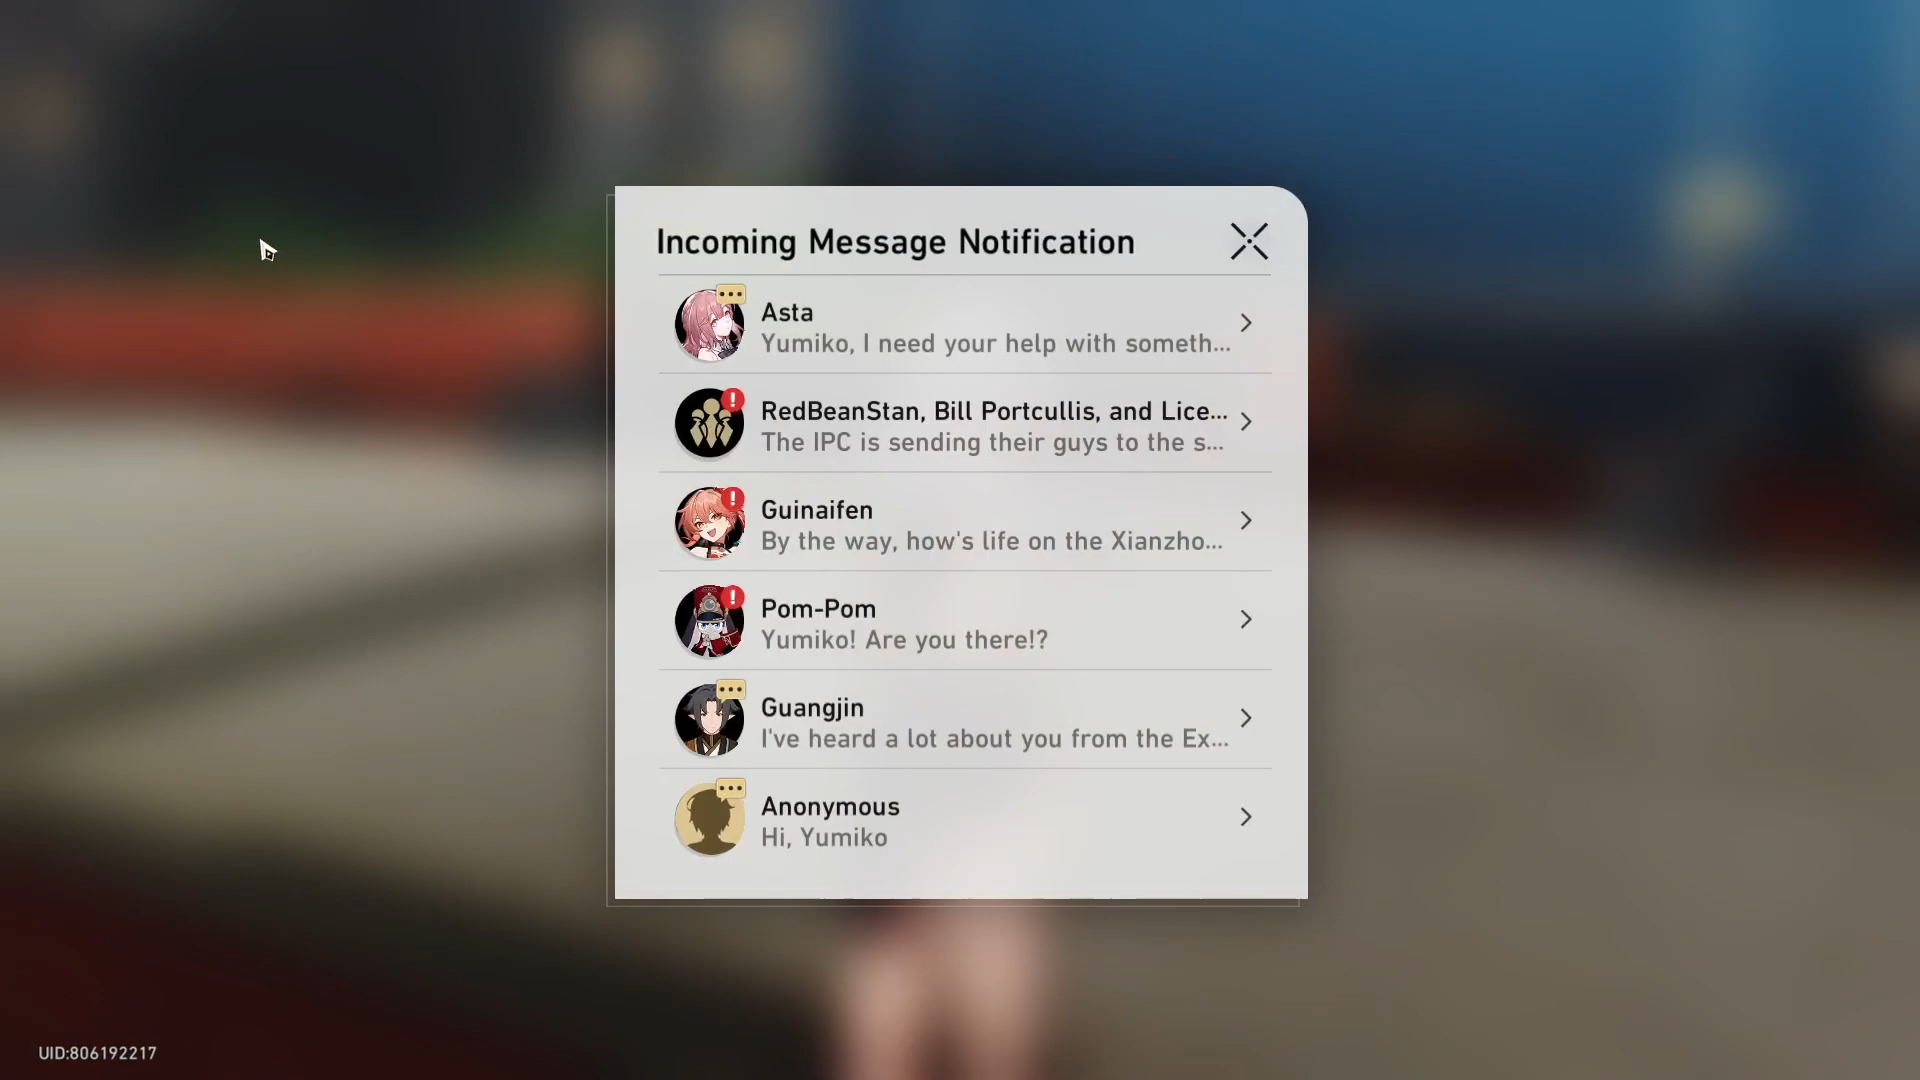 Incoming Message Notification
Asta
Yumiko, I need your help with someth...
RedBeanStan, Bill Portcullis, and Lice...
The IPC is sending their guys to the s...
Guinaifen
By the way, how's life on the Xianzho...
Pom-Pom
Yumiko! Are you there!?
Guangjin
I've heard a lot about you from the Ex...
Anonymous
Hi, Yumiko
UID:806192217